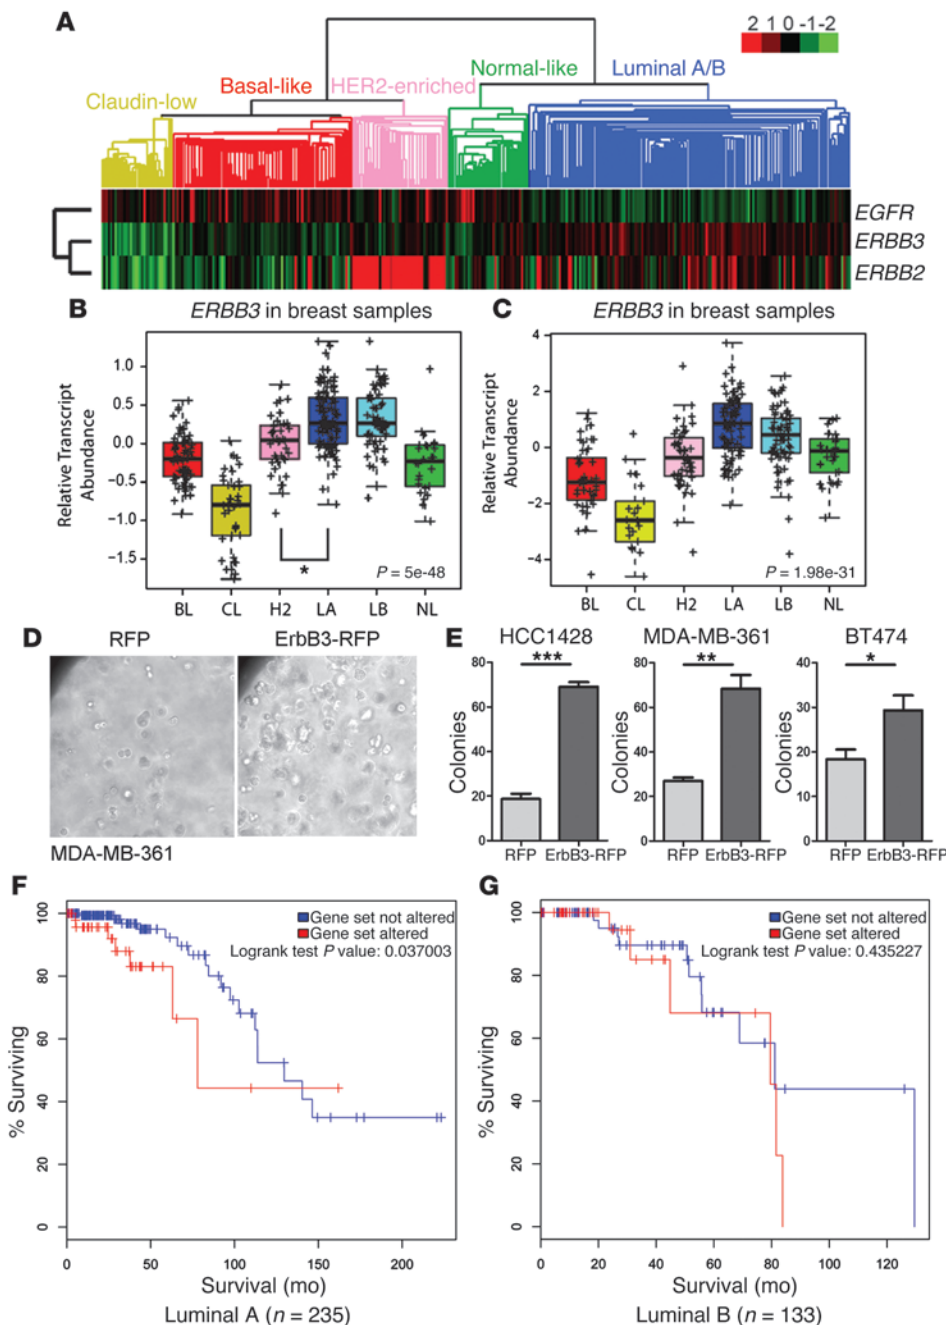 A
2 1 0 -1 -2
Normal-like
Luminal A/B
Basal-like
HER2-enriched
Claudin-low
EGFR
ERBB3
ERBB2
B
ERBB3 in breast samples
Relative Transcript
Abundance
1.0
0.5
0.0
−0.5
−1.0
−1.5
*
P = 5e-48
BL CL H2 LA LB NL
C
ERBB3 in breast samples
Relative Transcript
Abundance
4
2
0
−2
−4
P = 1.98e-31
BL CL H2 LA LB NL
D
RFP
ErbB3-RFP
MDA-MB-361
E
HCC1428
***
Colonies
80
60
40
20
0
RFP ErbB3-RFP
MDA-MB-361
**
Colonies
80
60
40
20
0
RFP ErbB3-RFP
BT474
*
Colonies
40
30
20
10
0
RFP ErbB3-RFP
F
Gene set not altered
Gene set altered
Logrank test P value: 0.037003
% Surviving
100
80
60
40
20
0
0 50 100 150 200
Survival (mo)
Luminal A (n = 235)
G
Gene set not altered
Gene set altered
Logrank test P value: 0.435227
% Surviving
100
80
60
40
20
0
0 20 40 60 80 100 120
Survival (mo)
Luminal B (n = 133)